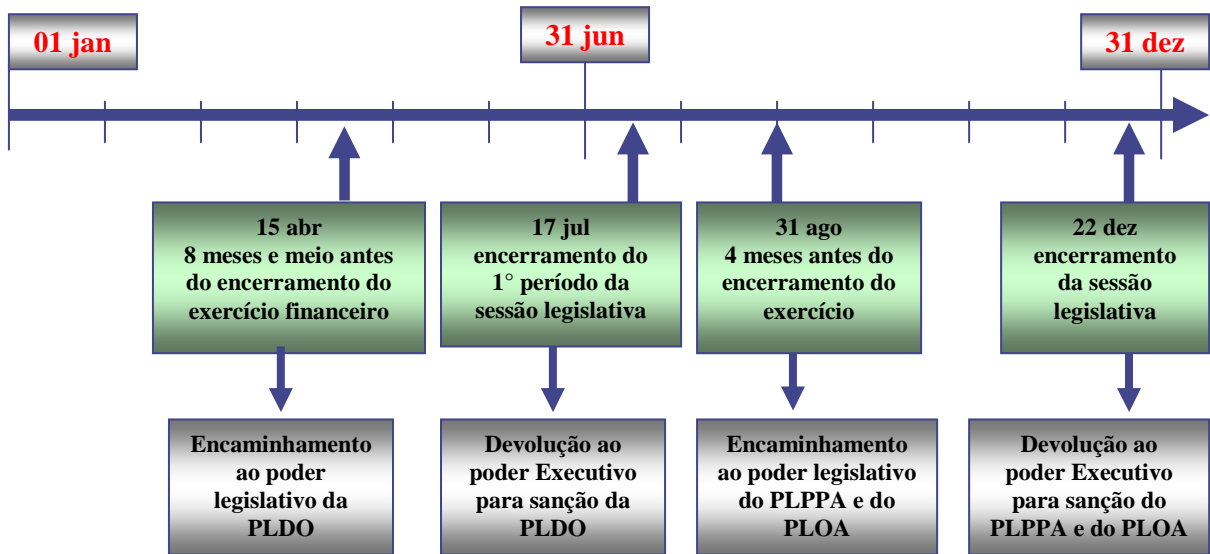 01 jan
31 jun
31 dez
15 abr
8 meses e meio antes
do encerramento do
exercício financeiro
17 jul
encerramento do
1° período da
sessão legislativa
31 ago
4 meses antes do
encerramento do
exercício
22 dez
encerramento
da sessão
legislativa
Encaminhamento
ao poder
legislativo da
PLDO
Devolução ao
poder Executivo
para sanção da
PLDO
Encaminhamento
ao poder legislativo
do PLPPA e do
PLOA
Devolução ao
poder Executivo
para sanção do
PLPPA e do PLOA